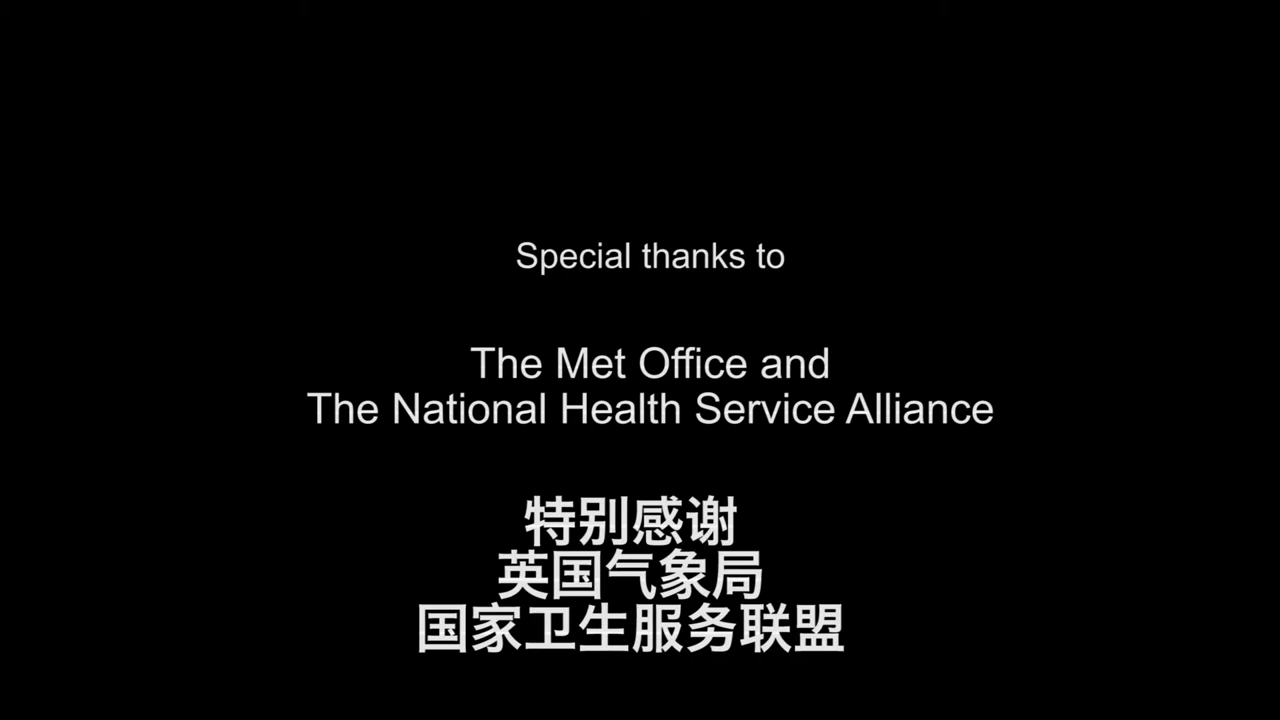 Special thanks to
The Met Office and
The National Health Service Alliance
特别感谢
英国气象局
国家卫生服务联盟